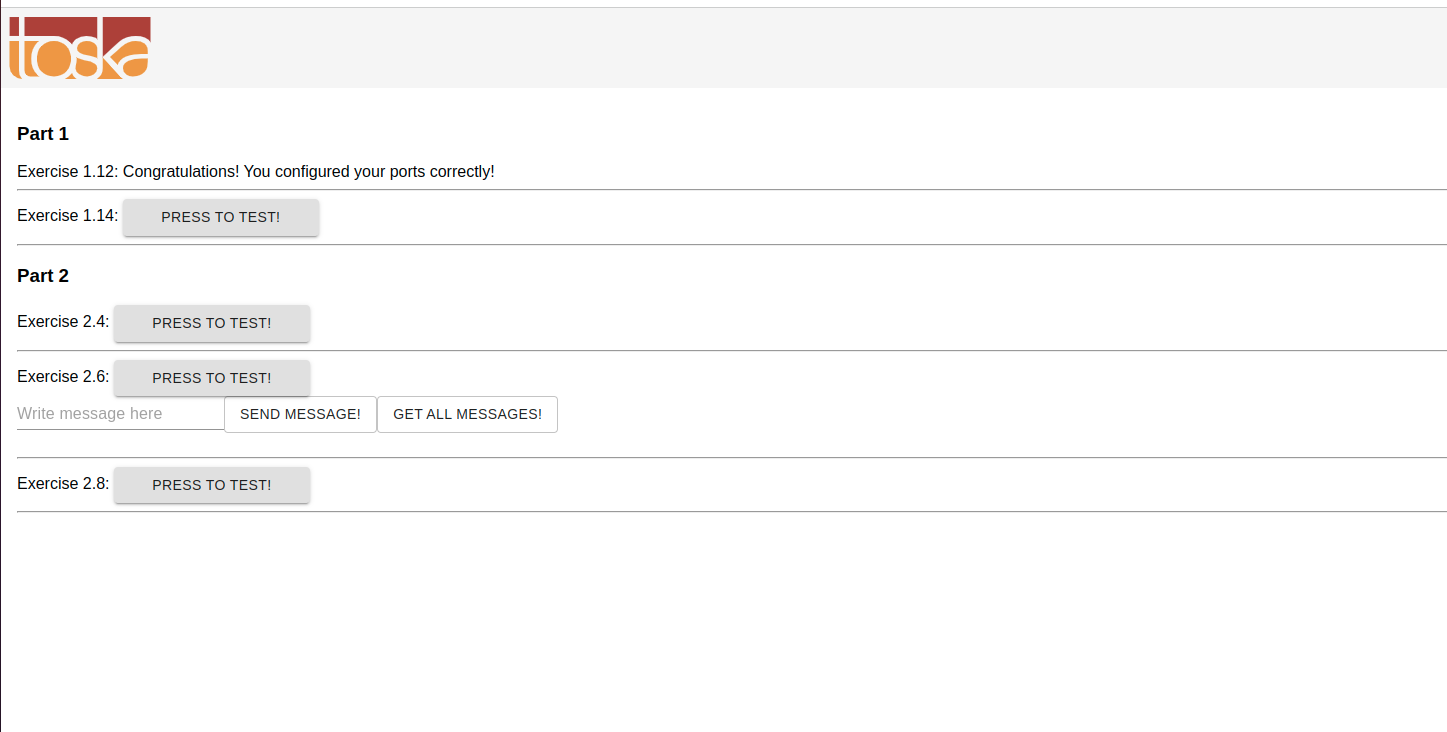 toska
Part 1
Exercise 1.12: Congratulations! You configured your ports correctly!
Exercise 1.14: PRESS TO TEST!
Part 2
Exercise 2.4: PRESS TO TEST!
Exercise 2.6: PRESS TO TEST!
Write message here SEND MESSAGE! GET ALL MESSAGES!
Exercise 2.8: PRESS TO TEST!